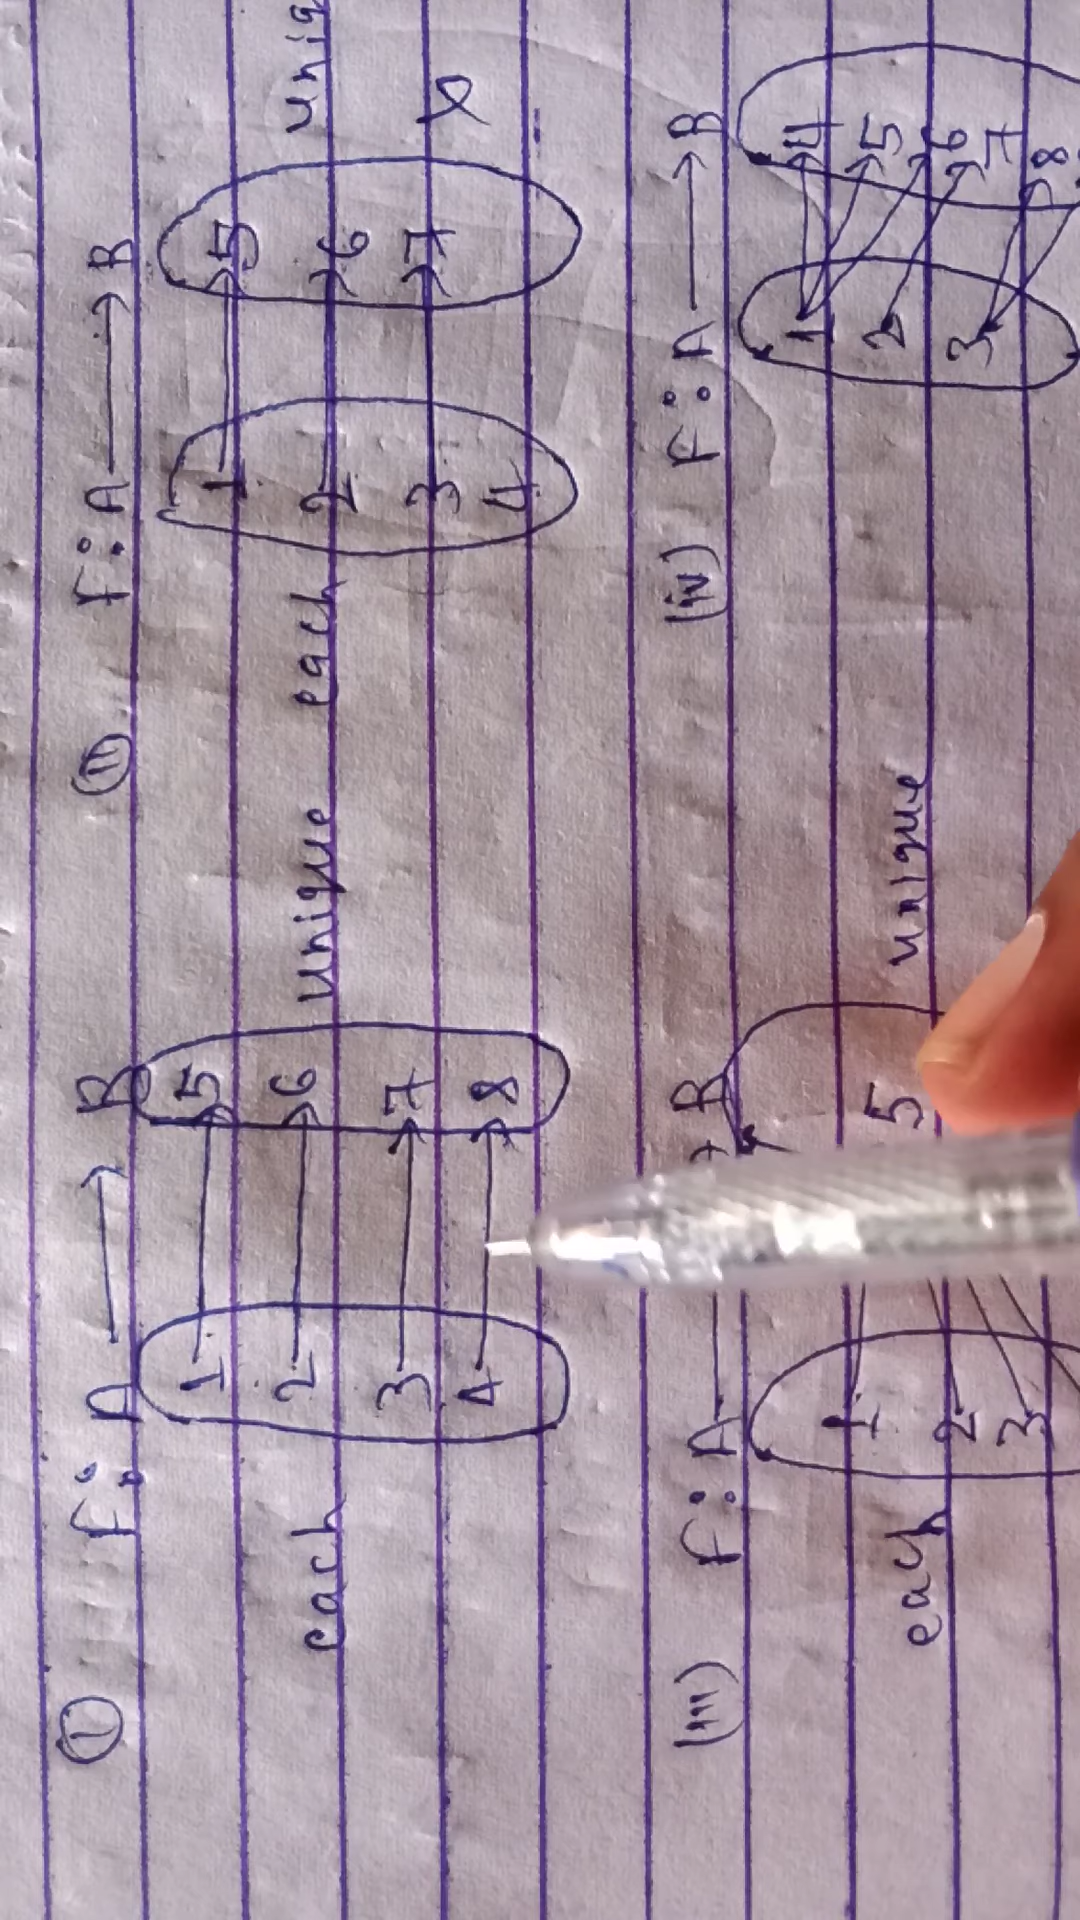 (i) f: A → B (ii) f: A → B
1 → 5 1 → 5
each 2 → 6 unique each 2 → 6 uniq
3 → 7 3 → 7
4 → 8 4
(iii) f: A B (iv) F: A → B
1 5 1 4
each 2 unique 2 5
3 3 6
7
8